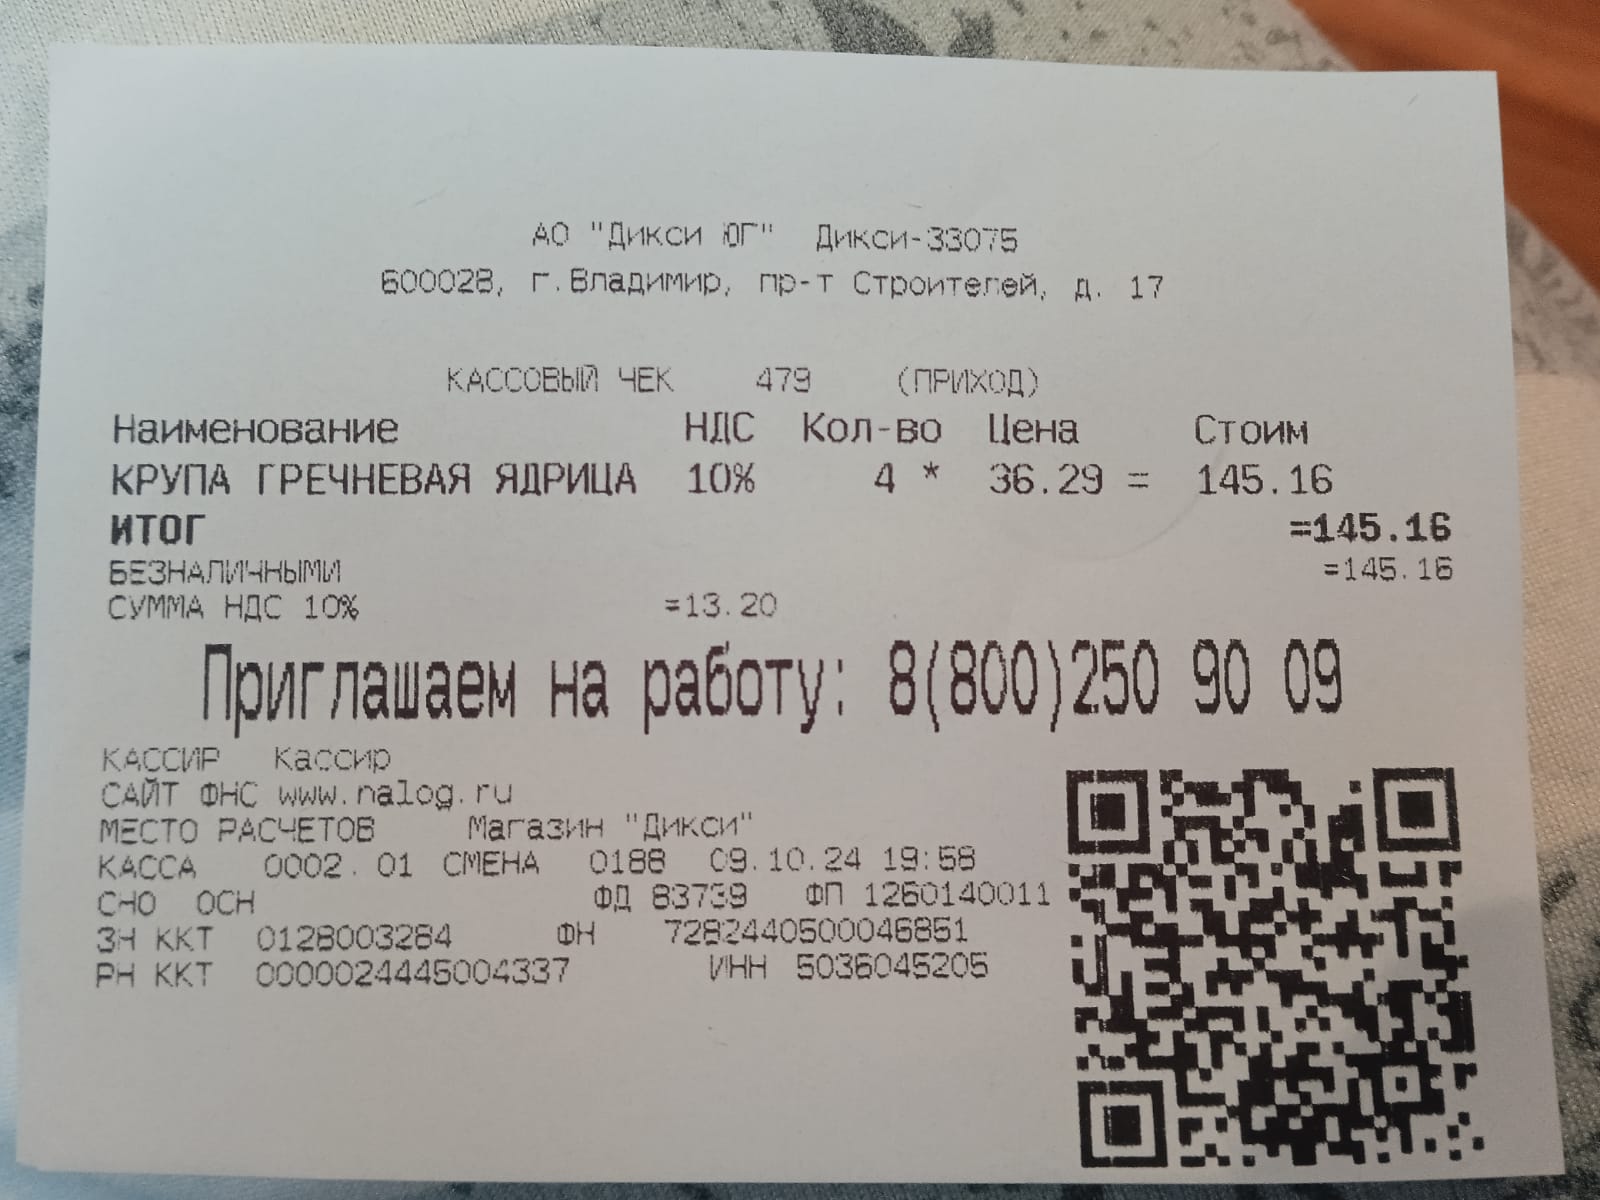 АО "Дикси ЮГ" Дикси-33075
600028, г.Владимир, пр-т Строителей, д. 17
КАССОВЫЙ ЧЕК 479 (ПРИХОД)
Наименование НДС Кол-во Цена Стоим
КРУПА ГРЕЧНЕВАЯ ЯДРИЦА 10% 4 * 36.29 = 145.16
ИТОГ =145.16
БЕЗНАЛИЧНЫМИ =145.16
СУММА НДС 10% =13.20
Приглашаем на работу: 8(800)250 90 09
КАССИР Кассир
САЙТ ФНС www.nalog.ru
МЕСТО РАСЧЕТОВ Магазин "Дикси"
КАССА 0002.01 СМЕНА 0188 09.10.24 19:58
СНО ОСН ФД 83739 ФП 1260140011
ЗН ККТ 0128003284 ФН 7282440500046851
РН ККТ 0000024445004337 ИНН 5036045205